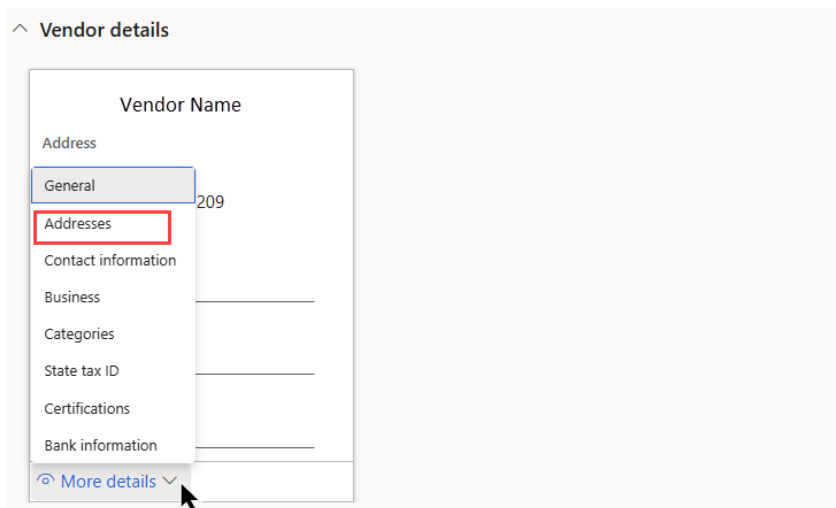 Vendor details
Vendor Name
Address
General
209
Addresses
Contact information
Business
Categories
State tax ID
Certifications
Bank information
More details